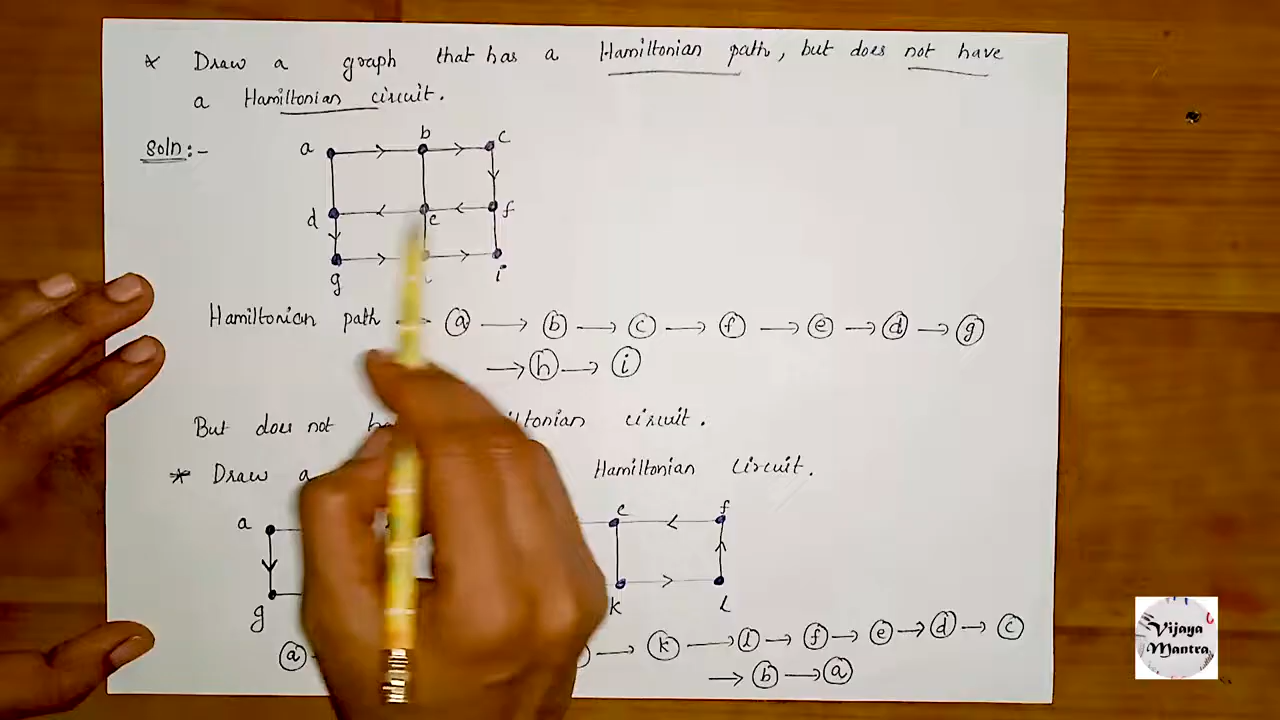 * Draw a graph that has a Hamiltonian path, but does not have
a Hamiltonian circuit.
Soln:-
a b c
d e f
g i
Hamiltonian path → a → b → c → f → e → d → g
→ h → i
But does not circuit.
* Draw a Hamiltonian circuit.
a e f
g k l
a → k → l → f → e → d → c
→ b → a
Vijaya
Mantra